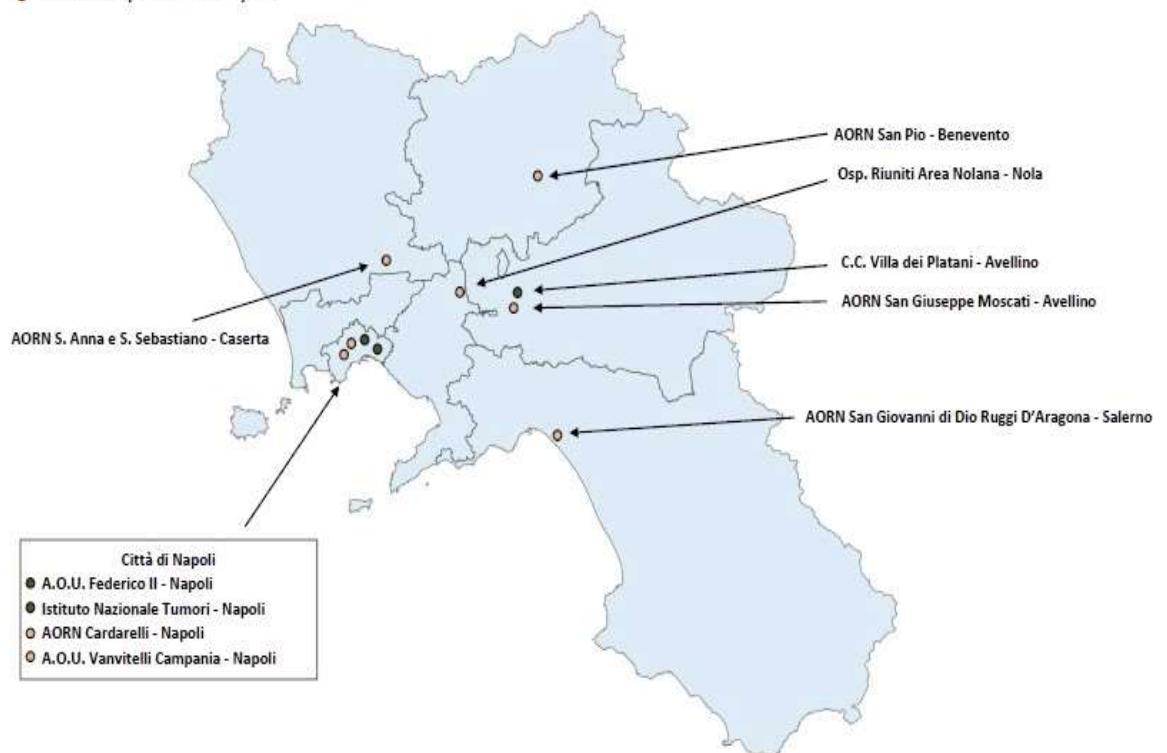 AORN San Pio - Benevento
Osp. Riuniti Area Nolana - Nola
C.C. Villa dei Platani - Avellino
AORN San Giuseppe Moscati - Avellino
AORN S. Anna e S. Sebastiano - Caserta
AORN San Giovanni di Dio Ruggi D'Aragona - Salerno
Città di Napoli
A.O.U. Federico II - Napoli
Istituto Nazionale Tumori - Napoli
AORN Cardarelli - Napoli
A.O.U. Vanvitelli Campania - Napoli